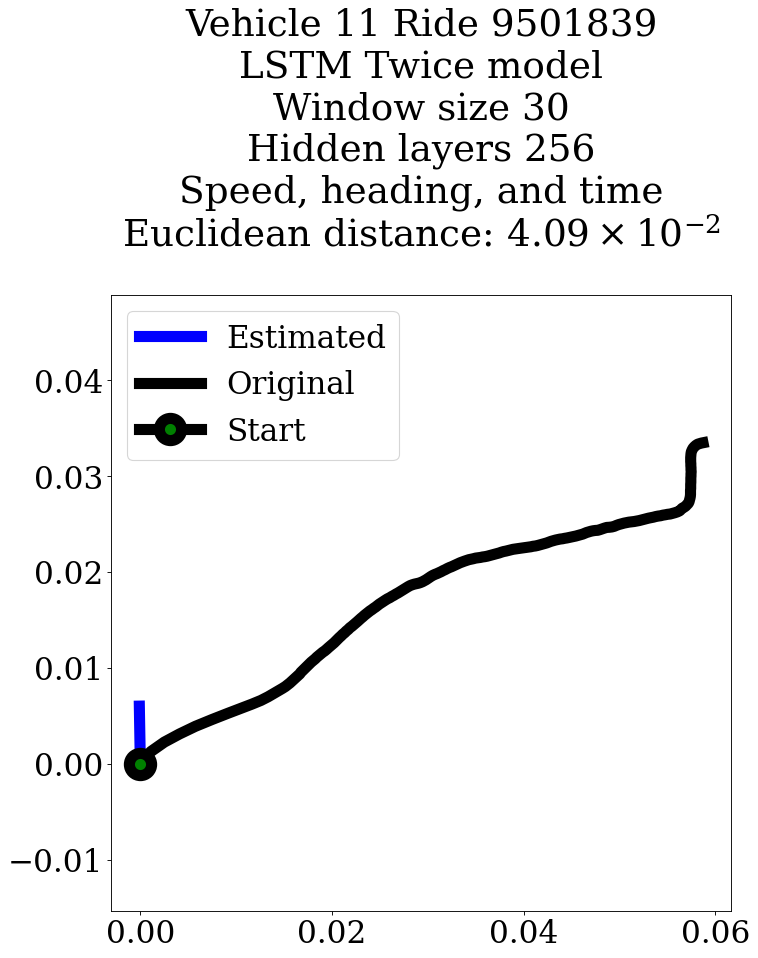 Vehicle 11 Ride 9501839
LSTM Twice model
Window size 30
Hidden layers 256
Speed, heading, and time
Euclidean distance: 4.09 × 10⁻²
Estimated
Original
Start
0.04
0.03
0.02
0.01
0.00
−0.01
0.00 0.02 0.04 0.06